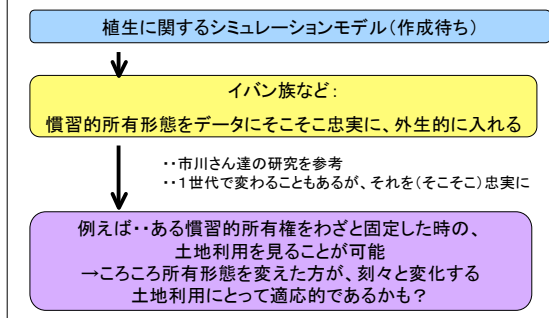 植生に関するシミュレーションモデル(作成待ち)
イバン族など:
慣習的所有形態をデータにそこそこ忠実に、外生的に入れる
・・市川さん達の研究を参考
・・1世代で変わることもあるが、それを(そこそこ)忠実に
例えば・・ある慣習的所有権をわざと固定した時の、
土地利用を見ることが可能
→ころころ所有形態を変えた方が、刻々と変化する
土地利用にとって適応的であるかも?